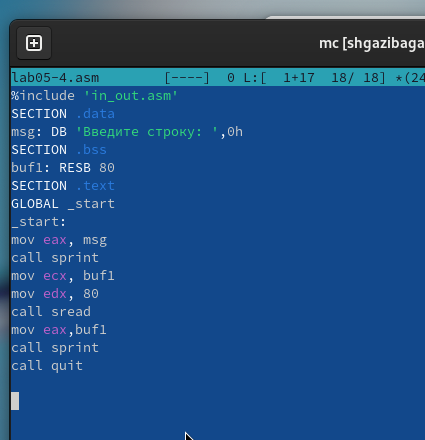 mc [shgazibaga
lab05-4.asm [----] 0 L:[ 1+17 18/ 18] *(24
%include 'in_out.asm'
SECTION .data
msg: DB 'Введите строку: ',0h
SECTION .bss
buf1: RESB 80
SECTION .text
GLOBAL _start
_start:
mov eax, msg
call sprint
mov ecx, buf1
mov edx, 80
call sread
mov eax,buf1
call sprint
call quit